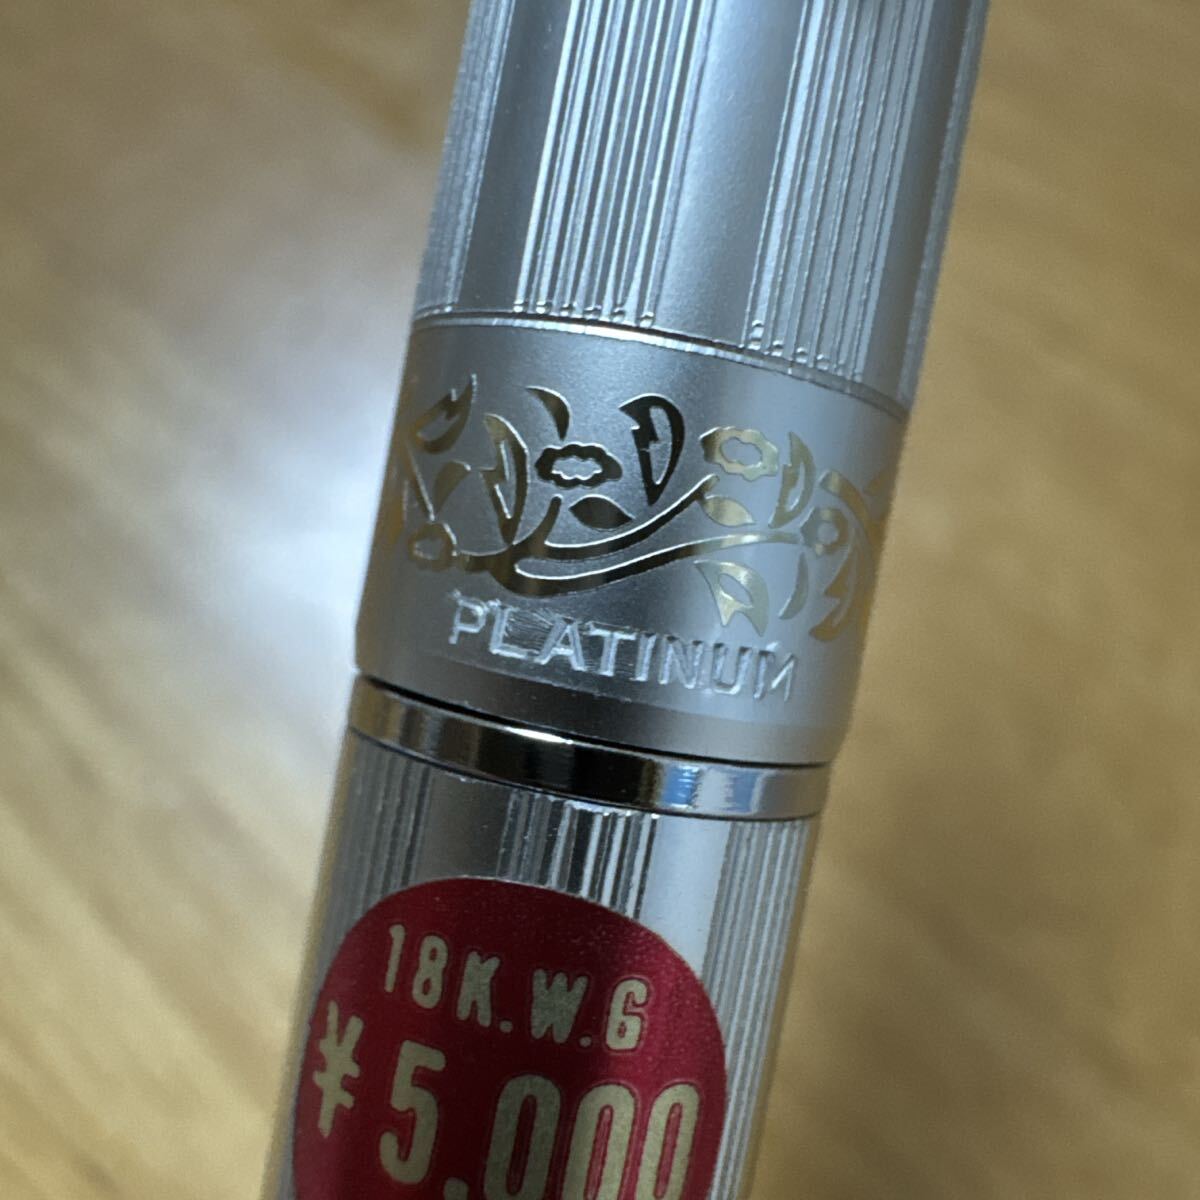 PLATINUM
18K.W.G
¥5,000